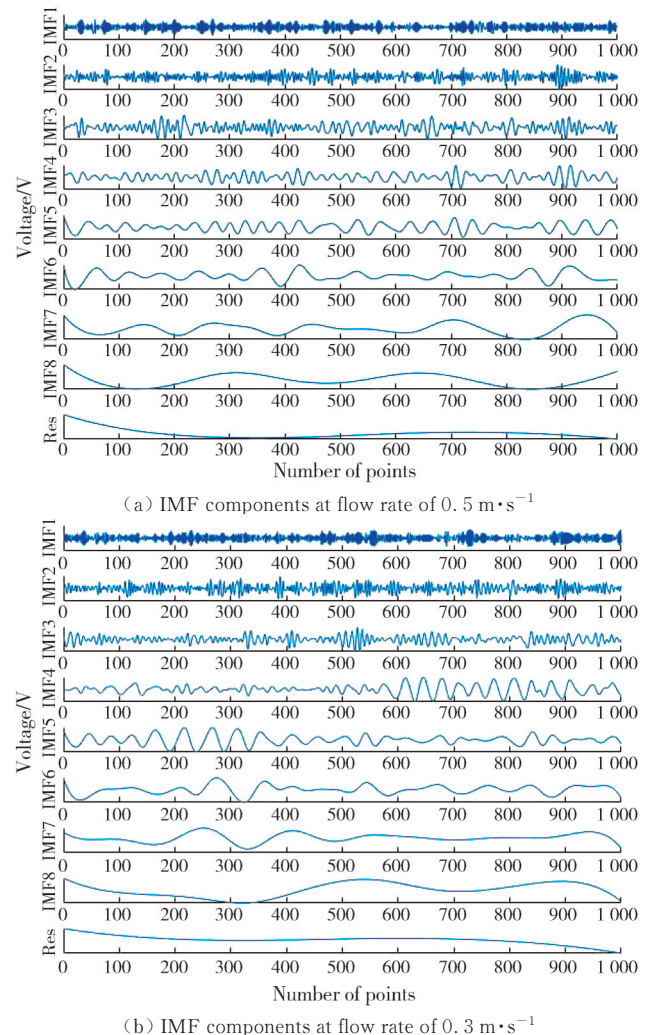 IMF1
0 100 200 300 400 500 600 700 800 900 1 000
IMF2
0 100 200 300 400 500 600 700 800 900 1 000
IMF3
0 100 200 300 400 500 600 700 800 900 1 000
IMF4
0 100 200 300 400 500 600 700 800 900 1 000
Voltage/V
IMF5
0 100 200 300 400 500 600 700 800 900 1 000
IMF6
0 100 200 300 400 500 600 700 800 900 1 000
IMF7
0 100 200 300 400 500 600 700 800 900 1 000
IMF8
0 100 200 300 400 500 600 700 800 900 1 000
Res
0 100 200 300 400 500 600 700 800 900 1 000
Number of points
(a) IMF components at flow rate of 0.5 m·s⁻¹
IMF1
0 100 200 300 400 500 600 700 800 900 1 000
IMF2
0 100 200 300 400 500 600 700 800 900 1 000
IMF3
0 100 200 300 400 500 600 700 800 900 1 000
IMF4
0 100 200 300 400 500 600 700 800 900 1 000
Voltage/V
IMF5
0 100 200 300 400 500 600 700 800 900 1 000
IMF6
0 100 200 300 400 500 600 700 800 900 1 000
IMF7
0 100 200 300 400 500 600 700 800 900 1 000
IMF8
0 100 200 300 400 500 600 700 800 900 1 000
Res
0 100 200 300 400 500 600 700 800 900 1 000
Number of points
(b) IMF components at flow rate of 0.3 m·s⁻¹